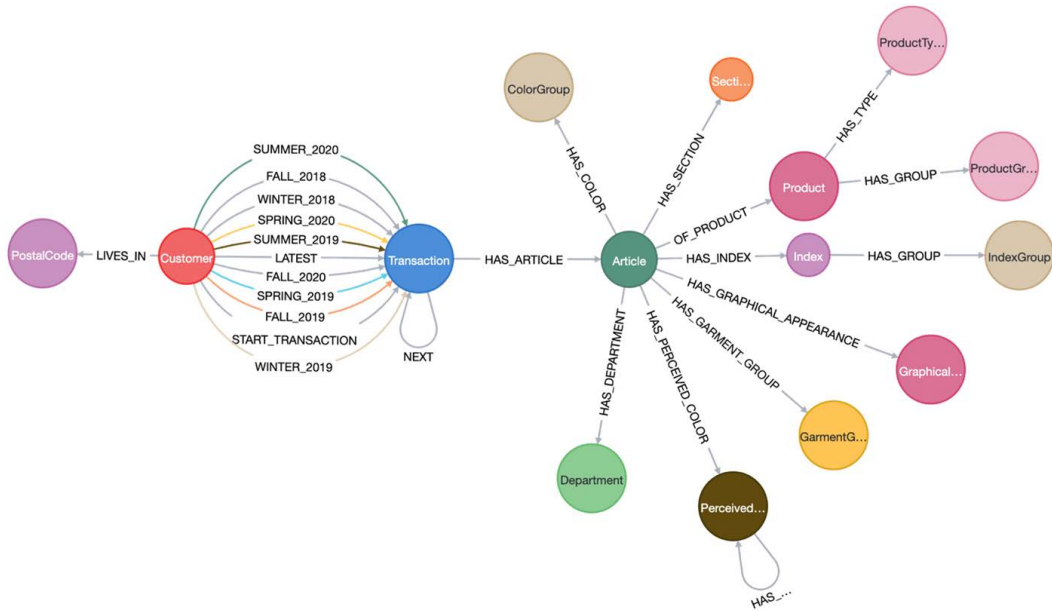 ProductTy...
ColorGroup
Secti...
HAS_TYPE
HAS_COLOR
HAS_SECTION
SUMMER_2020
FALL_2018
Product
HAS_GROUP
ProductGr...
WINTER_2018
SPRING_2020
OF_PRODUCT
SUMMER_2019
PostalCode
LIVES_IN
Customer
LATEST
Transaction
HAS_ARTICLE
Article
HAS_INDEX
Index
HAS_GROUP
IndexGroup
FALL_2020
SPRING_2019
FALL_2019
START_TRANSACTION
WINTER_2019
NEXT
HAS_GRAPHICAL_APPEARANCE
HAS_GARMENT_GROUP
HAS_PERCEIVED_COLOR
HAS_DEPARTMENT
Graphical...
GarmentG...
Department
Perceived...
HAS_...